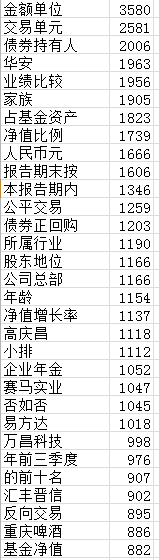 金额单位 3580
交易单元 2581
债券持有人 2006
华安 1963
业绩比较 1956
家族 1905
占基金资产 1823
净值比例 1739
人民币元 1666
报告期末按 1606
本报告期内 1346
公平交易 1259
债券正回购 1203
所属行业 1190
股东地位 1166
公司总部 1166
年龄 1154
净值增长率 1137
高庆昌 1118
小排 1112
企业年金 1052
赛马实业 1047
否如否 1045
易方达 1018
万昌科技 998
年前三季度 976
的前十名 907
汇丰晋信 902
反向交易 895
重庆啤酒 886
基金净值 882